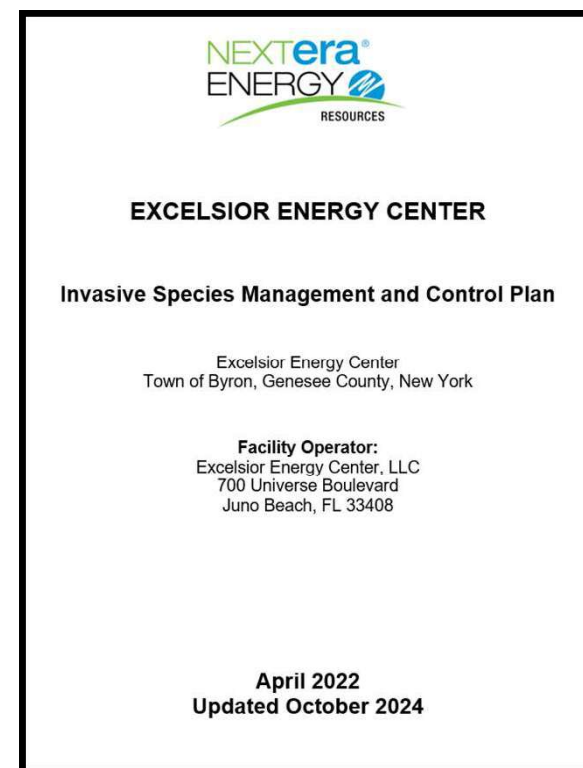 NEXTera®
ENERGY
RESOURCES
EXCELSIOR ENERGY CENTER
Invasive Species Management and Control Plan
Excelsior Energy Center
Town of Byron, Genesee County, New York
Facility Operator:
Excelsior Energy Center, LLC
700 Universe Boulevard
Juno Beach, FL 33408
April 2022
Updated October 2024